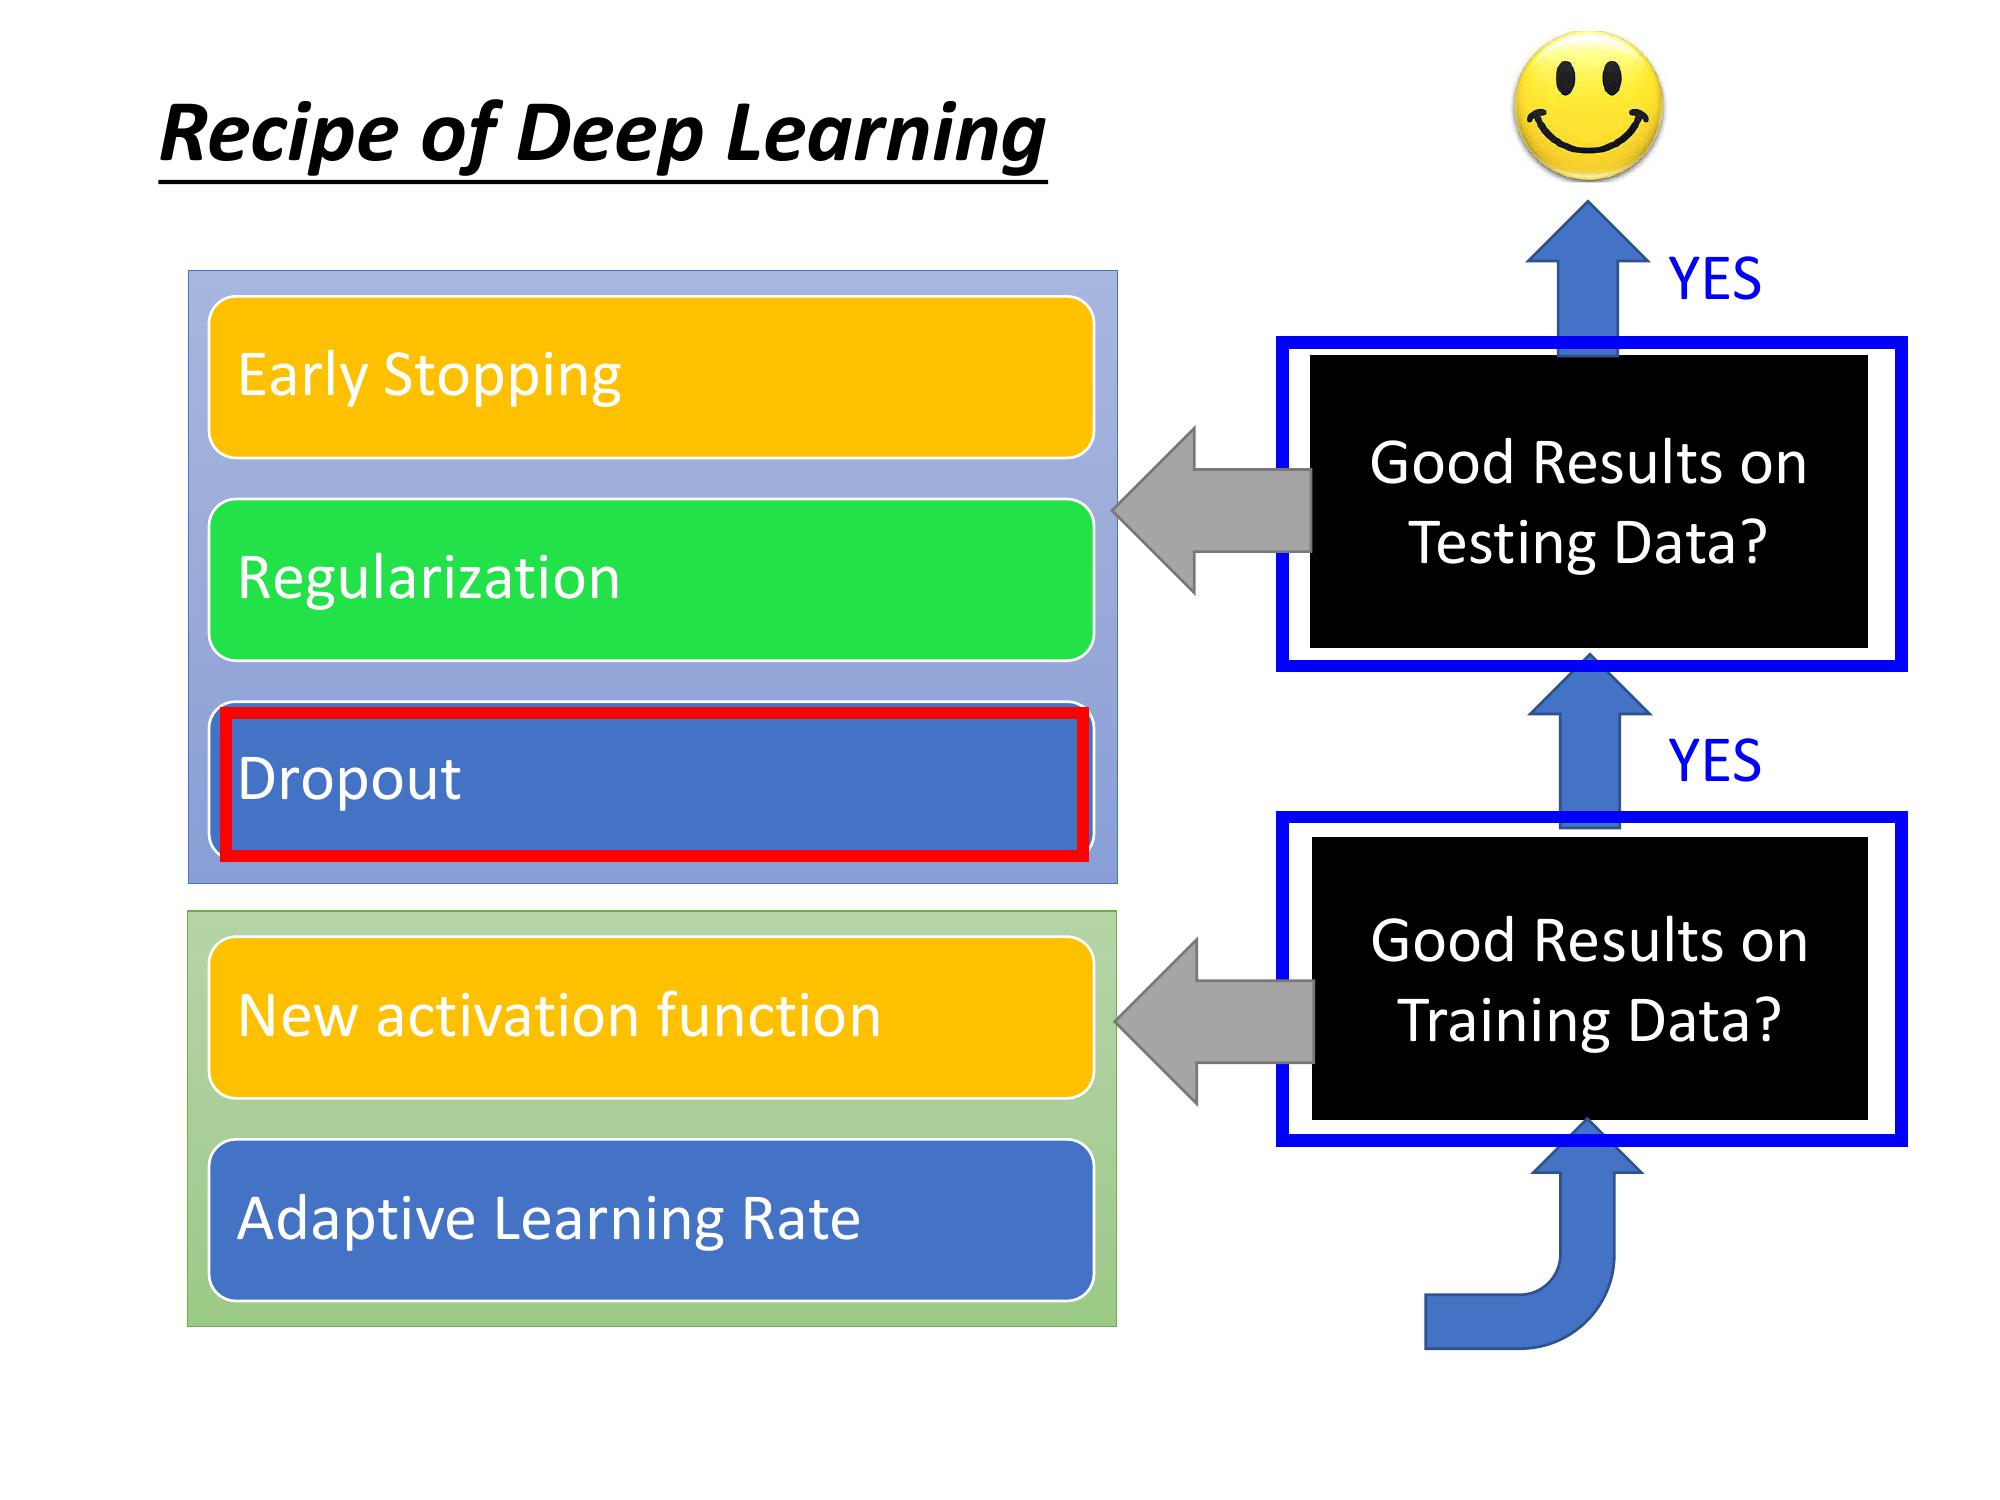 Recipe of Deep Learning
YES
Early Stopping
Regularization
Dropout
Good Results on
Testing Data?
YES
New activation function
Adaptive Learning Rate
Good Results on
Training Data?